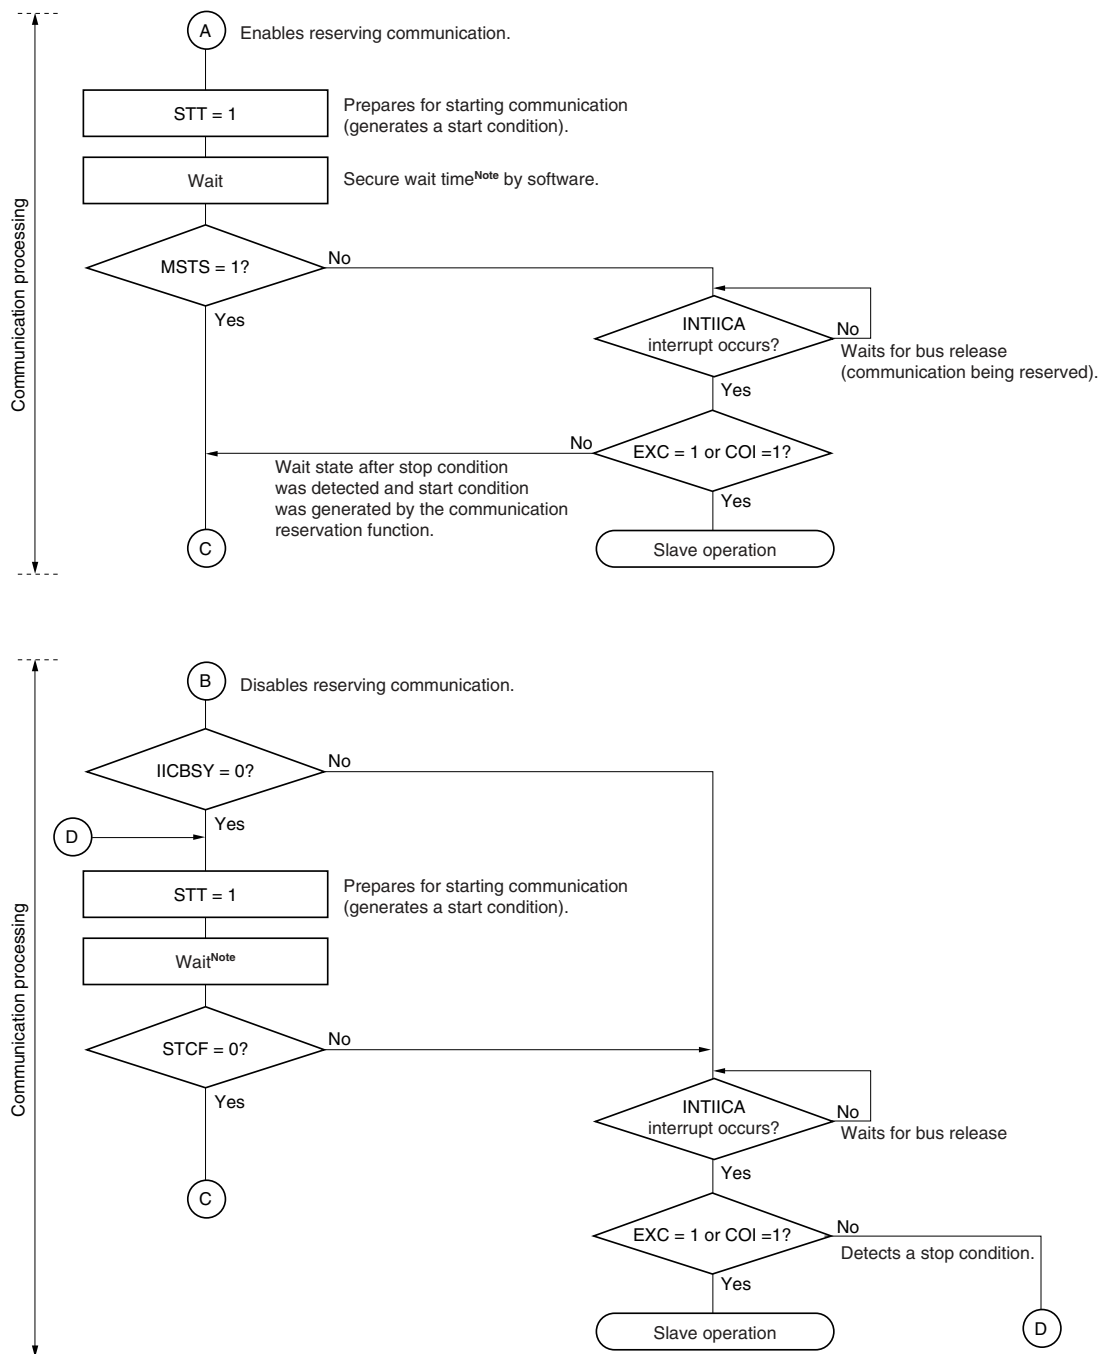 A
Enables reserving communication.
STT = 1
Prepares for starting communication
(generates a start condition).
Wait
Secure wait timeNote by software.
MSTS = 1?
No
Yes
INTIICA
interrupt occurs?
No
Waits for bus release
(communication being reserved).
Yes
EXC = 1 or COI =1?
No
Wait state after stop condition
was detected and start condition
was generated by the communication
reservation function.
Yes
C
Slave operation
Communication processing
B
Disables reserving communication.
IICBSY = 0?
No
Yes
D
STT = 1
Prepares for starting communication
(generates a start condition).
WaitNote
STCF = 0?
No
Yes
INTIICA
interrupt occurs?
No
Waits for bus release
Yes
C
EXC = 1 or COI =1?
No
Detects a stop condition.
Yes
Slave operation
D
Communication processing